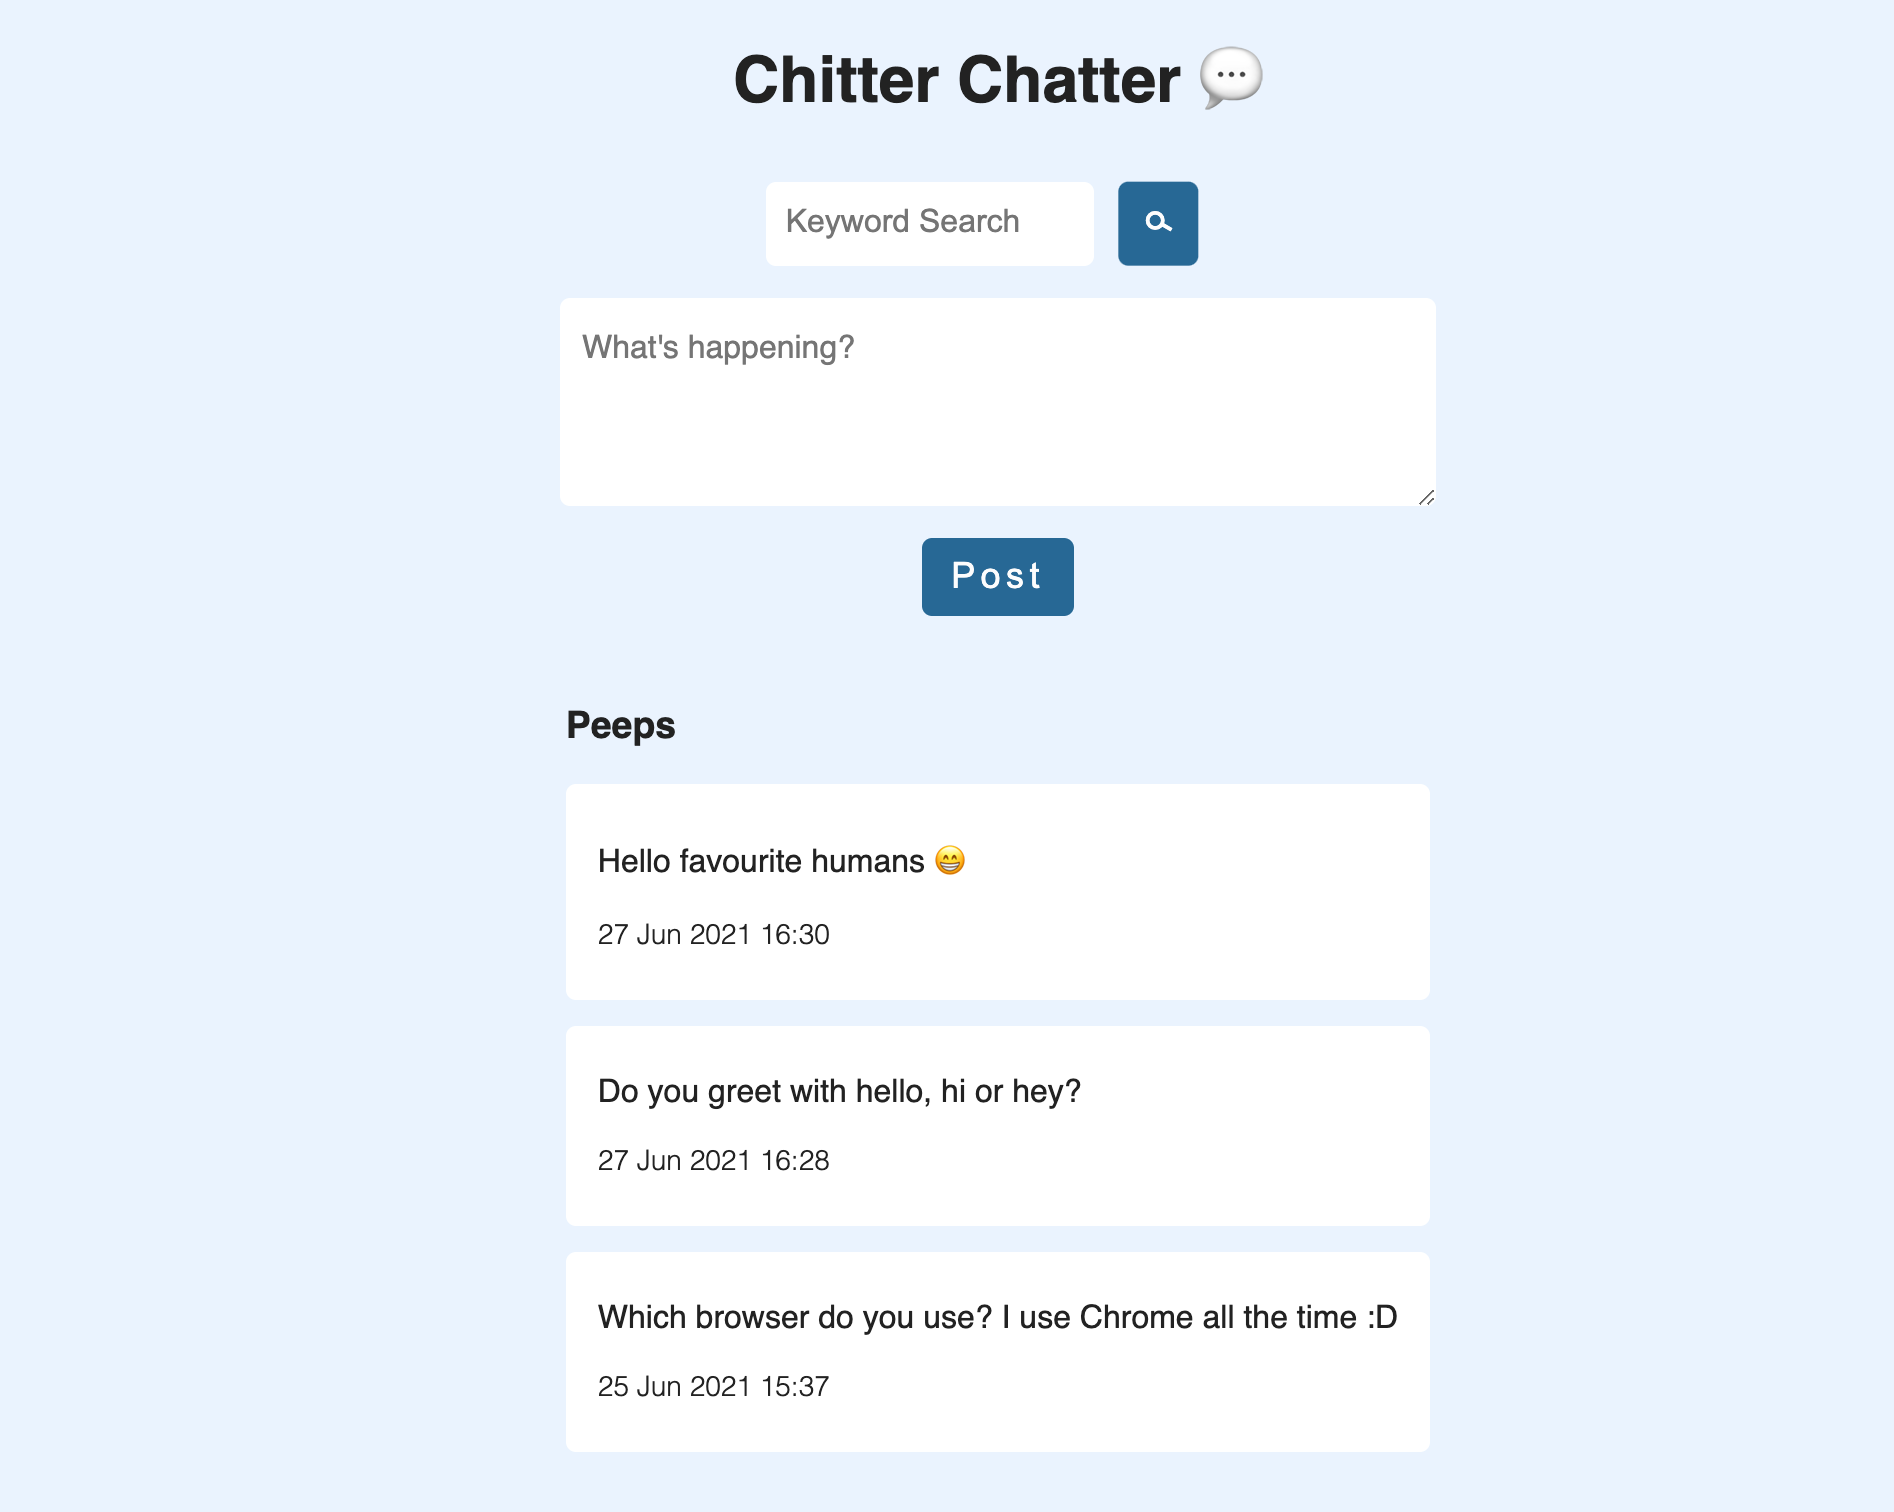 Chitter Chatter 💬
Keyword Search
What's happening?
Post
Peeps
Hello favourite humans 😁
27 Jun 2021 16:30
Do you greet with hello, hi or hey?
27 Jun 2021 16:28
Which browser do you use? I use Chrome all the time :D
25 Jun 2021 15:37